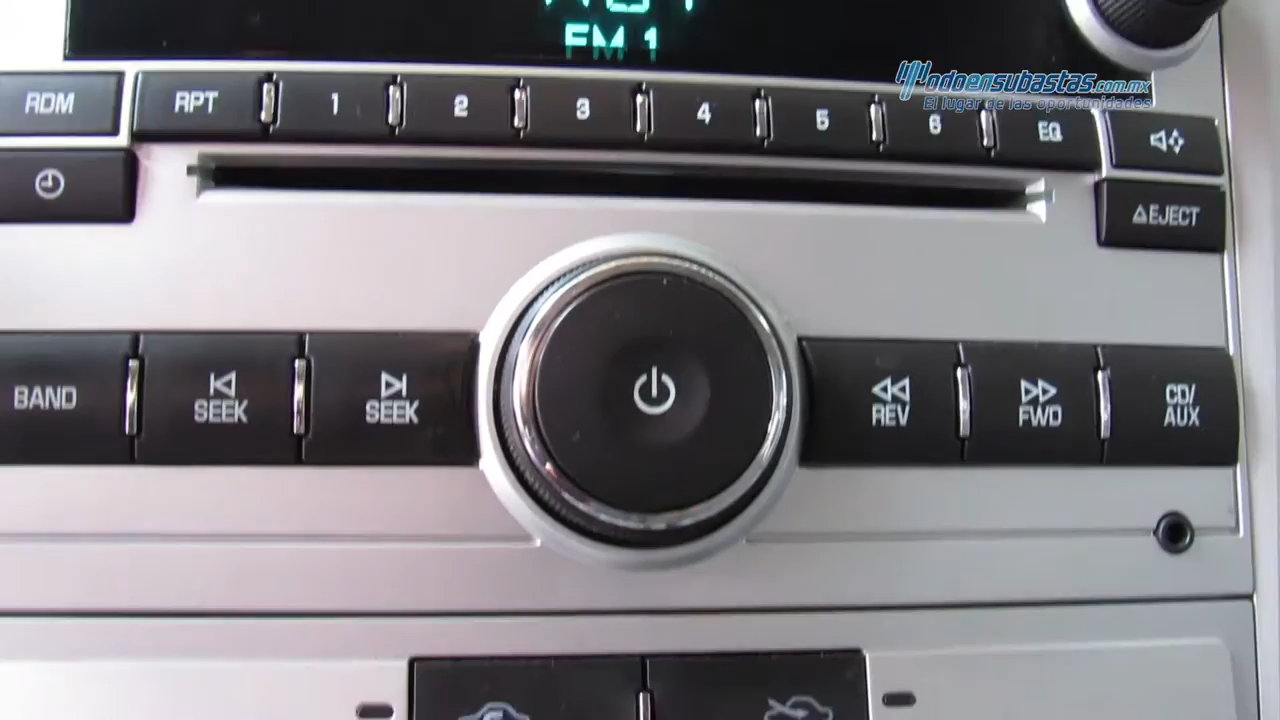 FM 1
Modoensubastas.com.mx
El lugar de las oportunidades
RDM
RPT
1
2
3
4
5
6
EQ
EJECT
BAND
SEEK
SEEK
REV
FWD
CD/
AUX